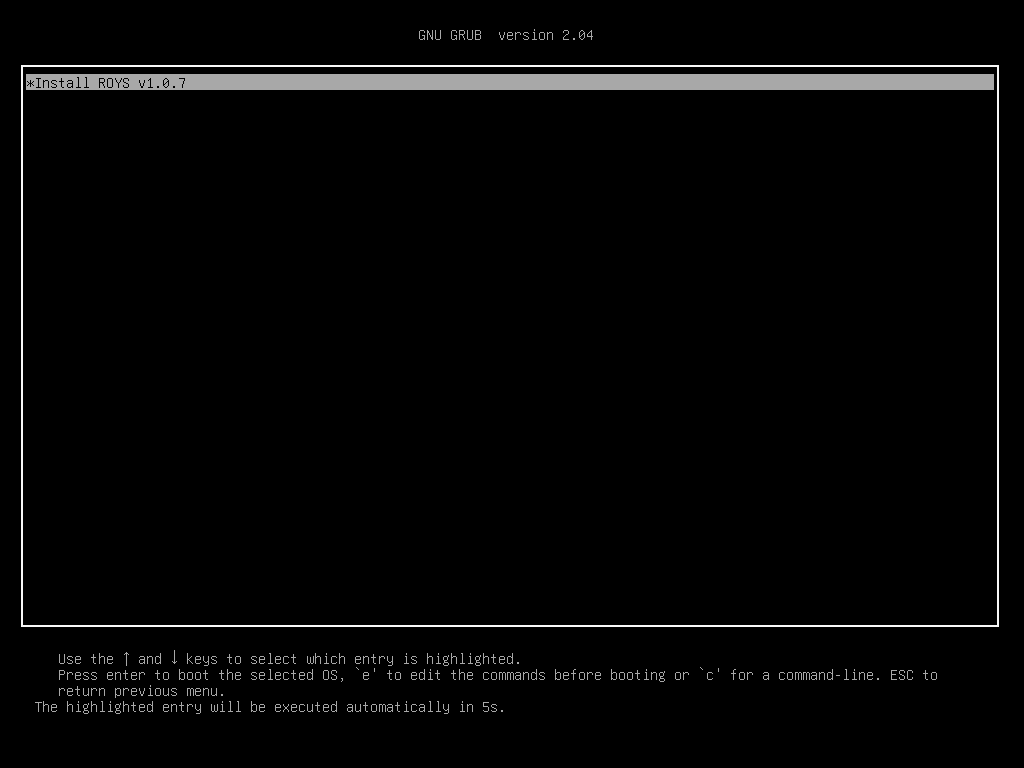 GNU GRUB  version 2.04
*Install ROYS v1.0.7
Use the ↑ and ↓ keys to select which entry is highlighted.
Press enter to boot the selected OS, `e' to edit the commands before booting or `c' for a command-line. ESC to
return previous menu.
The highlighted entry will be executed automatically in 5s.